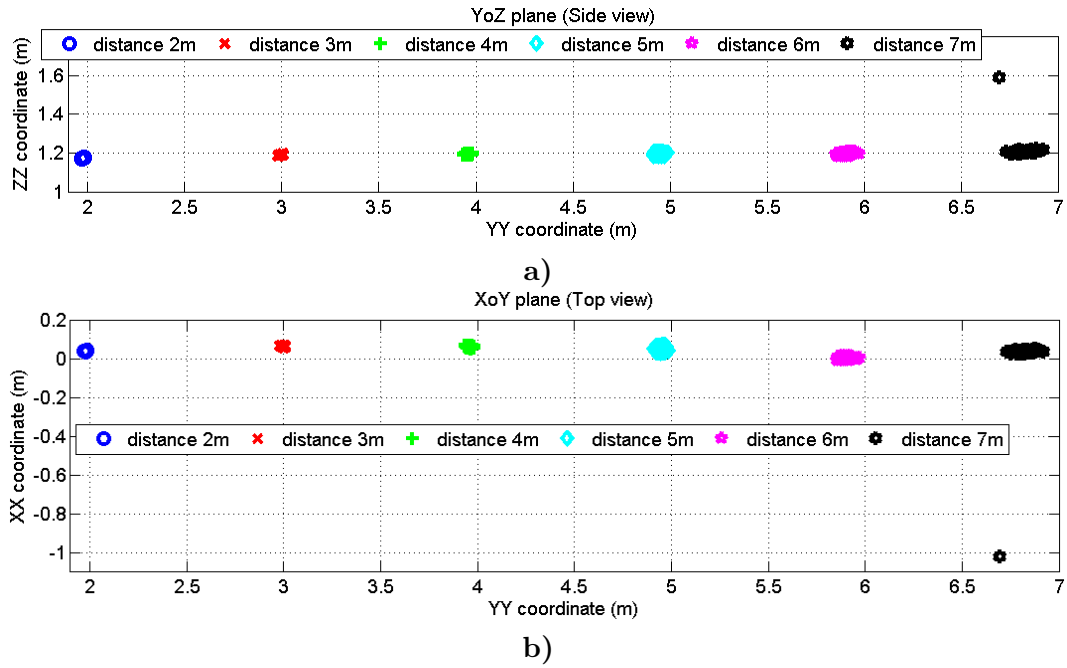 YoZ plane (Side view)
distance 2m distance 3m distance 4m distance 5m distance 6m distance 7m
ZZ coordinate (m)
1.6
1.4
1.2
1
2 2.5 3 3.5 4 4.5 5 5.5 6 6.5 7
YY coordinate (m)
a)
XoY plane (Top view)
XX coordinate (m)
0.2
0
-0.2
-0.4
distance 2m distance 3m distance 4m distance 5m distance 6m distance 7m
-0.6
-0.8
-1
2 2.5 3 3.5 4 4.5 5 5.5 6 6.5 7
YY coordinate (m)
b)